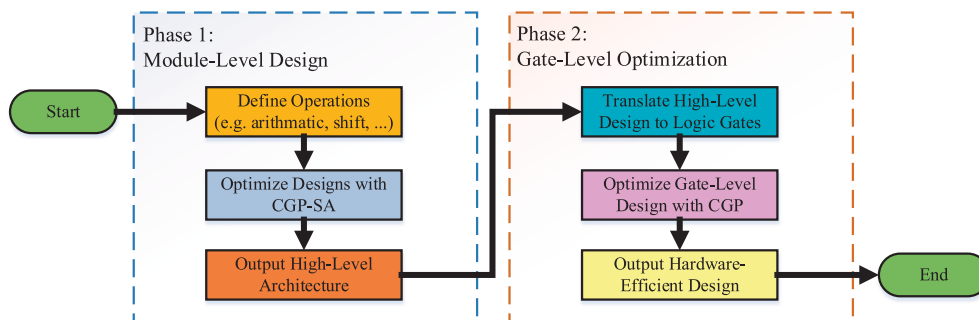 Phase 1:
Module-Level Design
Start
Define Operations
(e.g. arithmatic, shift, ...)
Optimize Designs with
CGP-SA
Output High-Level
Architecture
Phase 2:
Gate-Level Optimization
Translate High-Level
Design to Logic Gates
Optimize Gate-Level
Design with CGP
Output Hardware-
Efficient Design
End